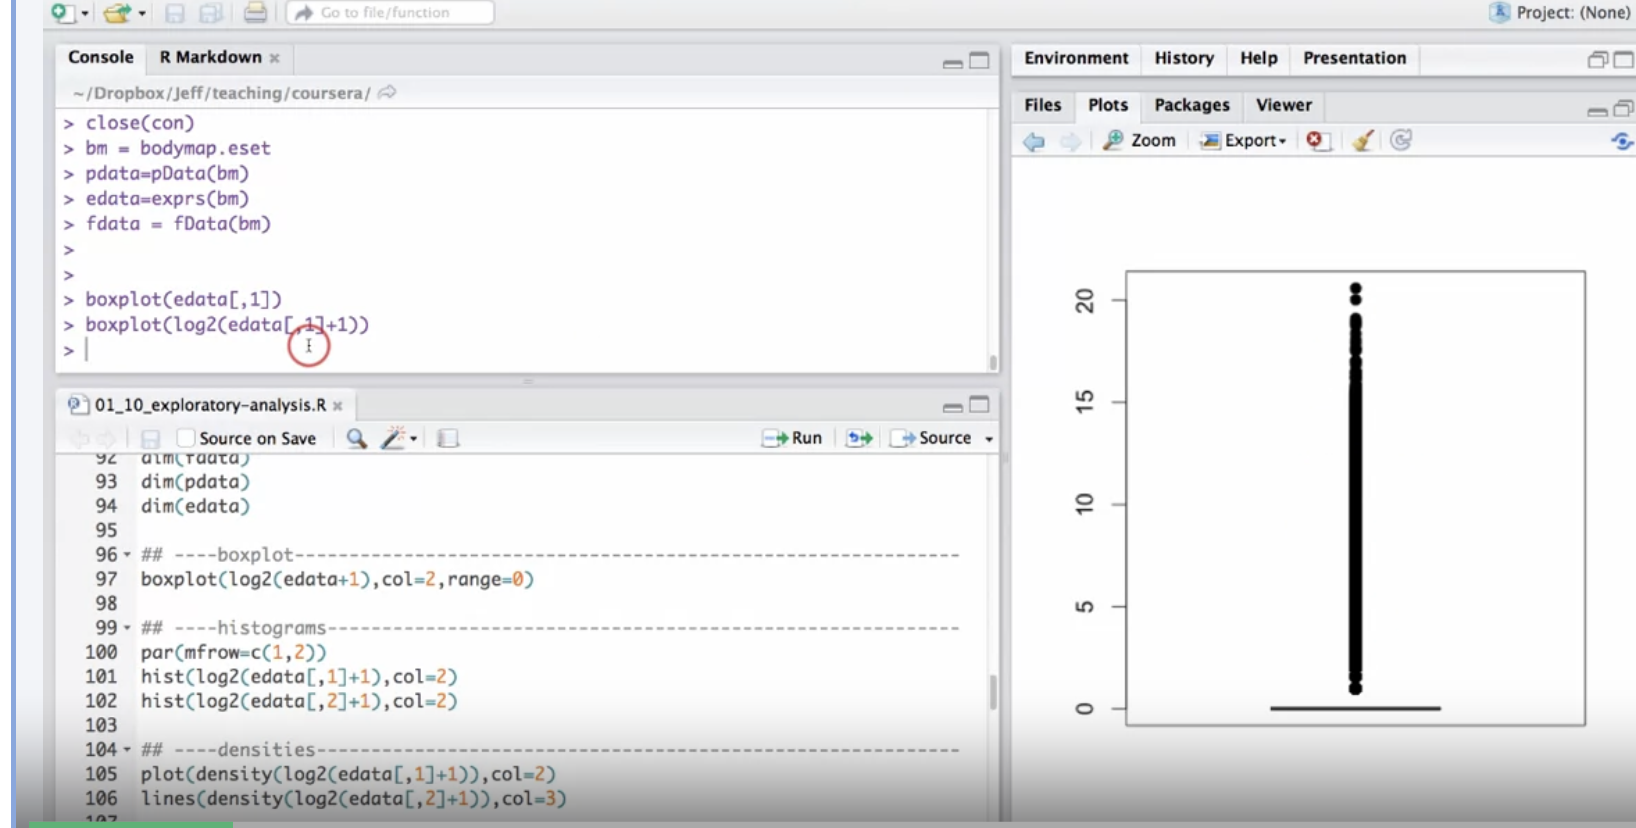 Go to file/function
Project: (None)
Console R Markdown
~/Dropbox/Jeff/teaching/coursera/
> close(con)
> bm = bodymap.eset
> pdata=pData(bm)
> edata=exprs(bm)
> fdata = fData(bm)
>
>
> boxplot(edata[,1])
> boxplot(log2(edata[,1]+1))
>
01_10_exploratory-analysis.R
Source on Save Run Source
92 dim(fdata)
93 dim(pdata)
94 dim(edata)
95
96 ## ----boxplot-------------------------------------------------------------
97 boxplot(log2(edata+1),col=2,range=0)
98
99 ## ----histograms----------------------------------------------------------
100 par(mfrow=c(1,2))
101 hist(log2(edata[,1]+1),col=2)
102 hist(log2(edata[,2]+1),col=2)
103
104 ## ----densities-----------------------------------------------------------
105 plot(density(log2(edata[,1]+1)),col=2)
106 lines(density(log2(edata[,2]+1)),col=3)
107
Environment History Help Presentation
Files Plots Packages Viewer
Zoom Export
20
15
10
5
0